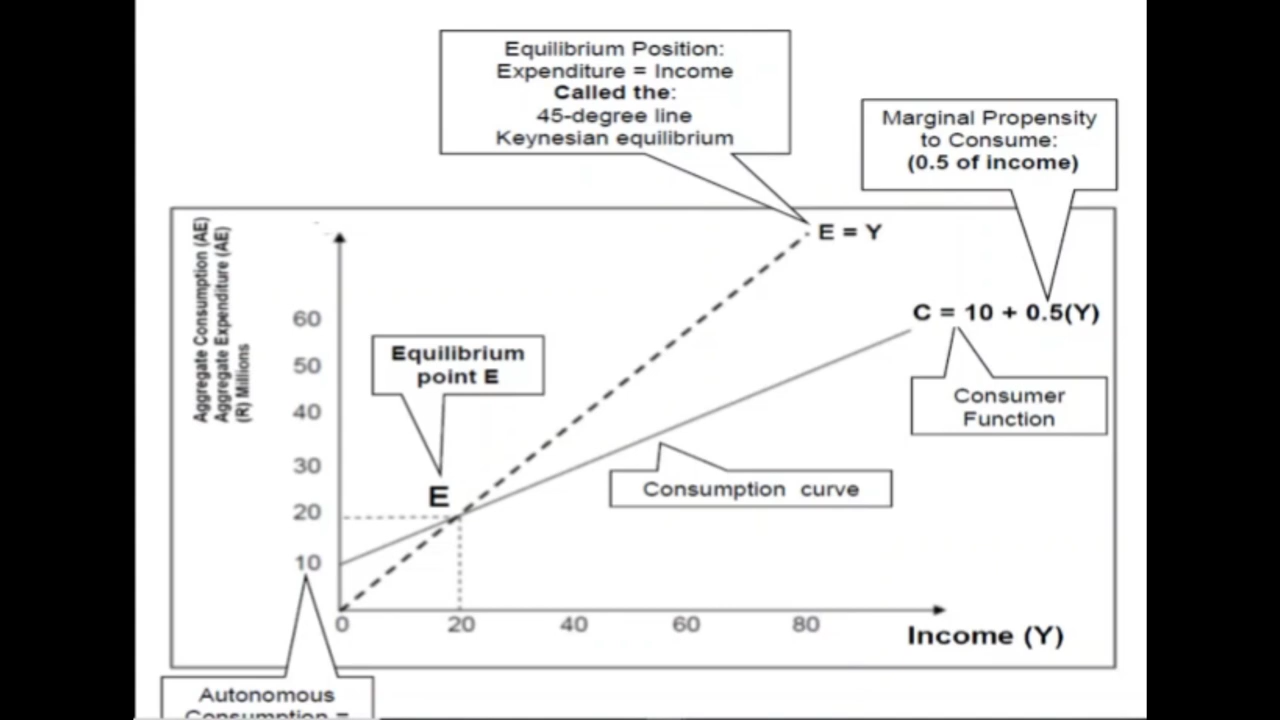 Equilibrium Position:
Expenditure = Income
Called the:
45-degree line
Keynesian equilibrium
Marginal Propensity
to Consume:
(0.5 of income)
Aggregate Consumption (AE)
Aggregate Expenditure (AE)
(R) Millions
E = Y
C = 10 + 0.5(Y)
60
50
40
30
20
10
Equilibrium
point E
E
Consumer
Function
Consumption curve
0
20
40
60
80
Income (Y)
Autonomous
Consumption =